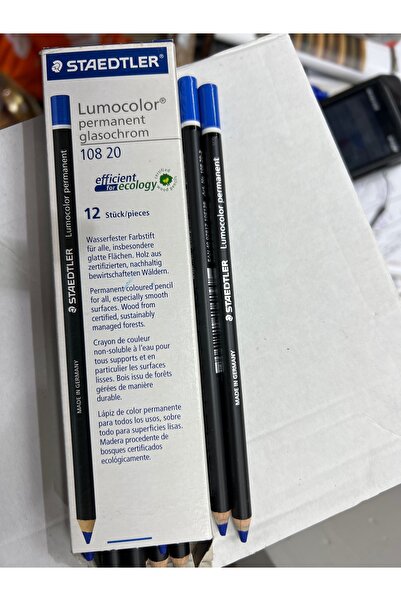 STAEDTLER
Lumocolor®
permanent
glasochrom
108 20
efficient
for ecology
12 Stück/pieces
Wasserfester Farbstift
für alle, insbesondere
glatte Flächen. Holz aus
zertifizierten, nachhaltig
bewirtschafteten Wäldern.
Permanent coloured pencil
for all, especially smooth
surfaces. Wood from
certified, sustainably
managed forests.
Crayon de couleur
non-soluble à l'eau pour
tous supports et en
particulier les surfaces
lisses. Bois issu de forêts
gérées de manière
durable.
Lápiz de color permanente
para todos los usos, sobre
todo para superficies lisas.
Madera procedente de
bosques certificados
ecológicamente.
STAEDTLER Lumocolor permanent
MADE IN GERMANY STAEDTLER Lumocolor permanent